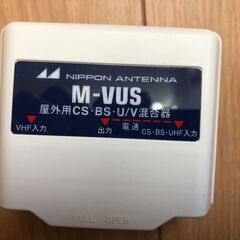 NIPPON ANTENNA
M-VUS
屋外用CS・BS・U/V混合器
電通
VHF入力 出力 CS・BS・UHF入力
PULL OPEN